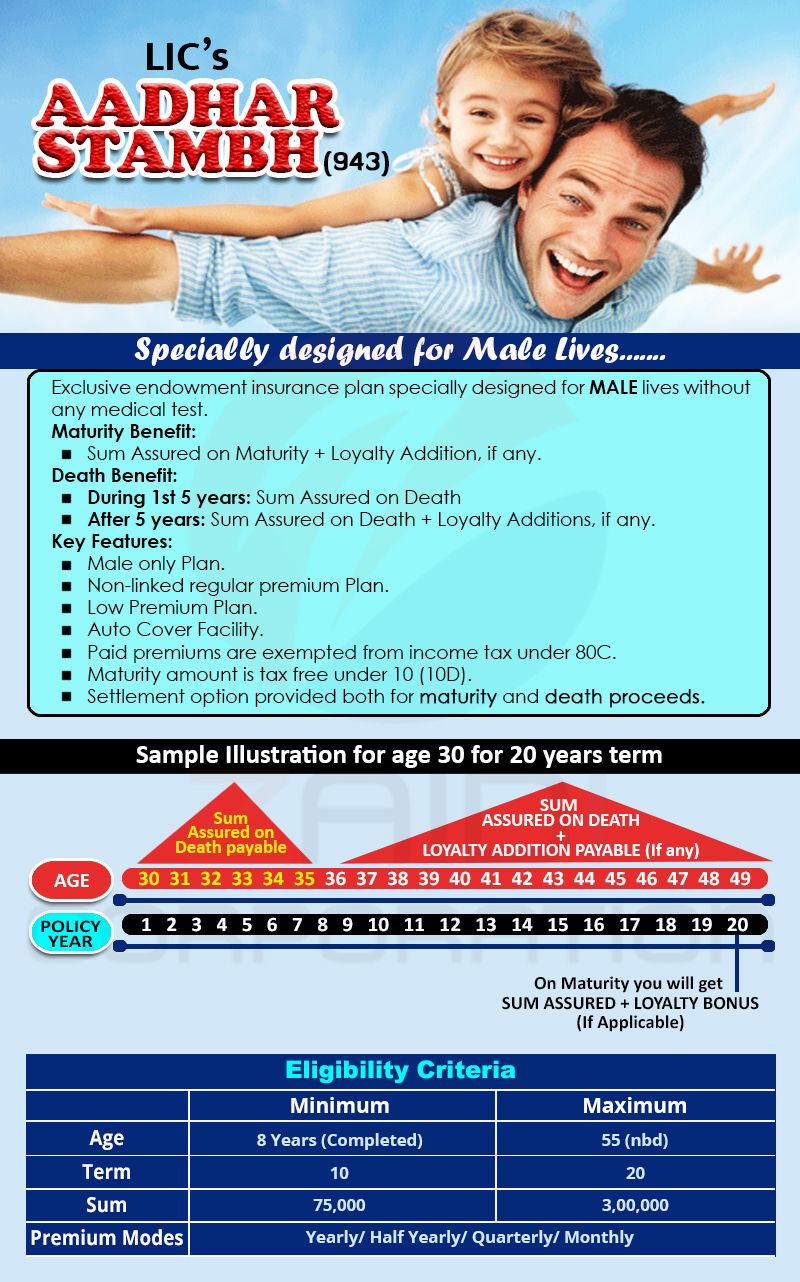 LIC's
AADHAR
STAMBH (943)
Specially designed for Male Lives.......
Exclusive endowment insurance plan specially designed for MALE lives without
any medical test.
Maturity Benefit:
■ Sum Assured on Maturity + Loyalty Addition, if any.
Death Benefit:
■ During 1st 5 years: Sum Assured on Death
■ After 5 years: Sum Assured on Death + Loyalty Additions, if any.
Key Features:
■ Male only Plan.
■ Non-linked regular premium Plan.
■ Low Premium Plan.
■ Auto Cover Facility.
■ Paid premiums are exempted from income tax under 80C.
■ Maturity amount is tax free under 10 (10D).
■ Settlement option provided both for maturity and death proceeds.
Sample Illustration for age 30 for 20 years term
Sum
Assured on
Death payable
SUM
ASSURED ON DEATH
+
LOYALTY ADDITION PAYABLE (If any)
AGE 30 31 32 33 34 35 36 37 38 39 40 41 42 43 44 45 46 47 48 49
POLICY
YEAR
1 2 3 4 5 6 7 8 9 10 11 12 13 14 15 16 17 18 19 20
On Maturity you will get
SUM ASSURED + LOYALTY BONUS
(If Applicable)
Eligibility Criteria
Minimum Maximum
Age 8 Years (Completed) 55 (nbd)
Term 10 20
Sum 75,000 3,00,000
Premium Modes Yearly/ Half Yearly/ Quarterly/ Monthly